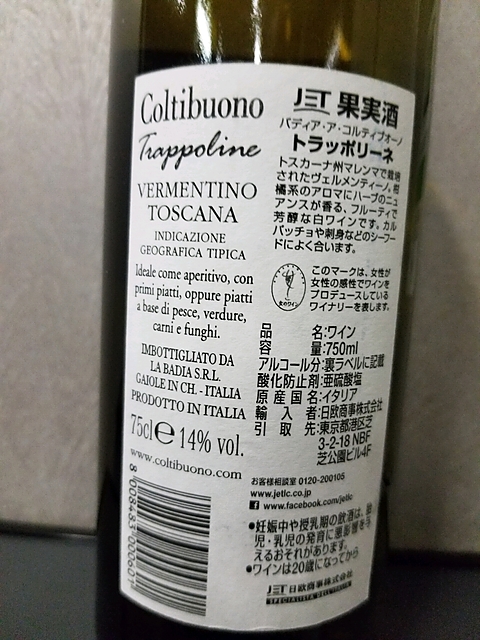 Coltibuono
Trappoline
VERMENTINO
TOSCANA
INDICAZIONE
GEOGRAFICA TIPICA
Ideale come aperitivo, con
primi piatti, oppure piatti
a base di pesce, verdure,
carni e funghi.
IMBOTTIGLIATO DA
LA BADIA S.R.L.
GAIOLE IN CH. - ITALIA
PRODOTTO IN ITALIA
75cl e 14% vol.
www.coltibuono.com
JET 果実酒
バディア・ア・コルティブオーノ
トラッポリーネ
トスカーナ州マレンマで栽培
されたヴェルメンティーノ。柑
橘系のアロマにハーブのニュ
アンスが香る、フルーティで
芳醇な白ワインです。カル
パッチョや刺身などのシーフー
ドによく合います。
女のワイン
このマークは、女性が
女性の感性でワインを
プロデュースしている
ワイナリーを表します。
品名:ワイン
容量:750ml
アルコール分:裏ラベルに記載
酸化防止剤:亜硫酸塩
原産国名:イタリア
輸入者:日欧商事株式会社
引取先:東京都港区芝
3-2-18 NBF
芝公園ビル4F
お客様相談室 0120-200105
www.jetlc.co.jp
www.facebook.com/jetlc
●妊娠中や授乳期の飲酒は、胎
児・乳児の発育に悪影響を与
えるおそれがあります。
●ワインは20歳になってから
JET 日欧商事株式会社
SPECIALISTA DELL'ITALIA
8 008483 000601